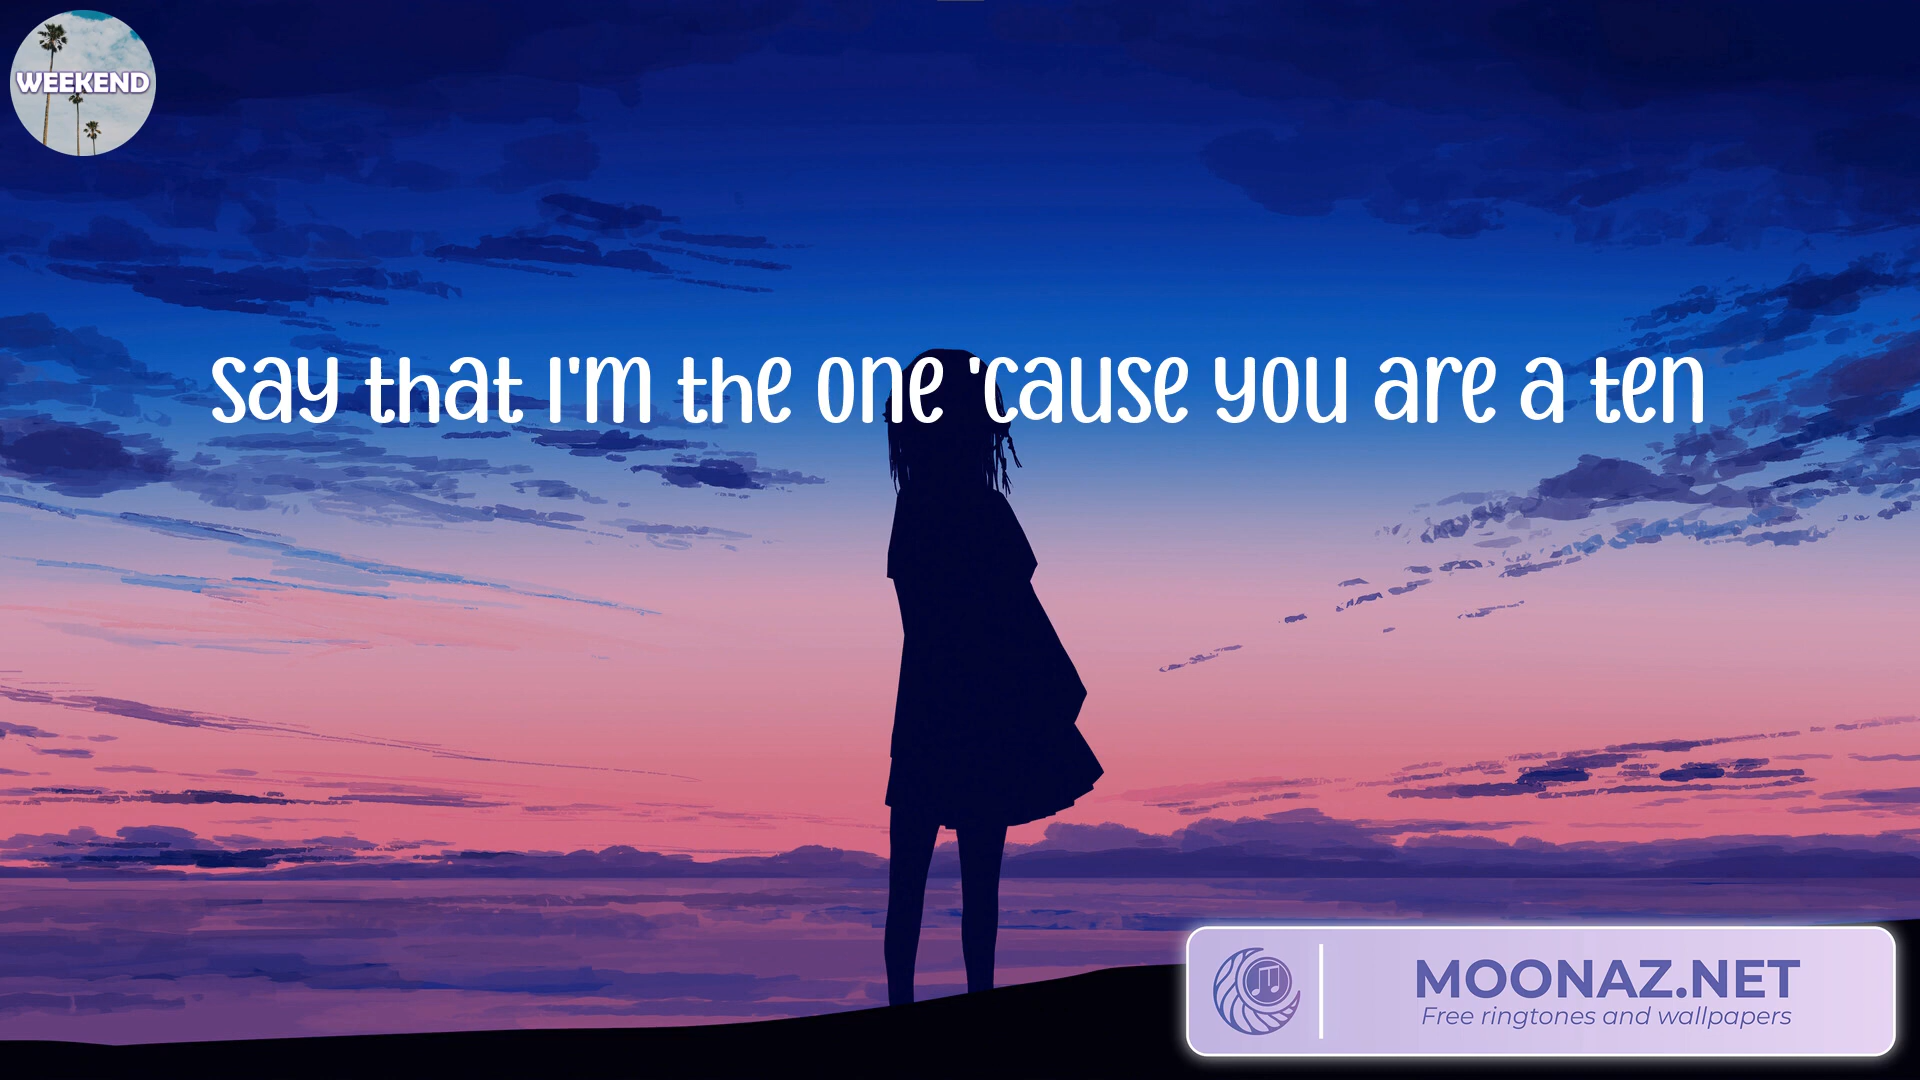 WEEKEND
say that I'm the one 'cause you are a ten
MOONAZ.NET
Free ringtones and wallpapers